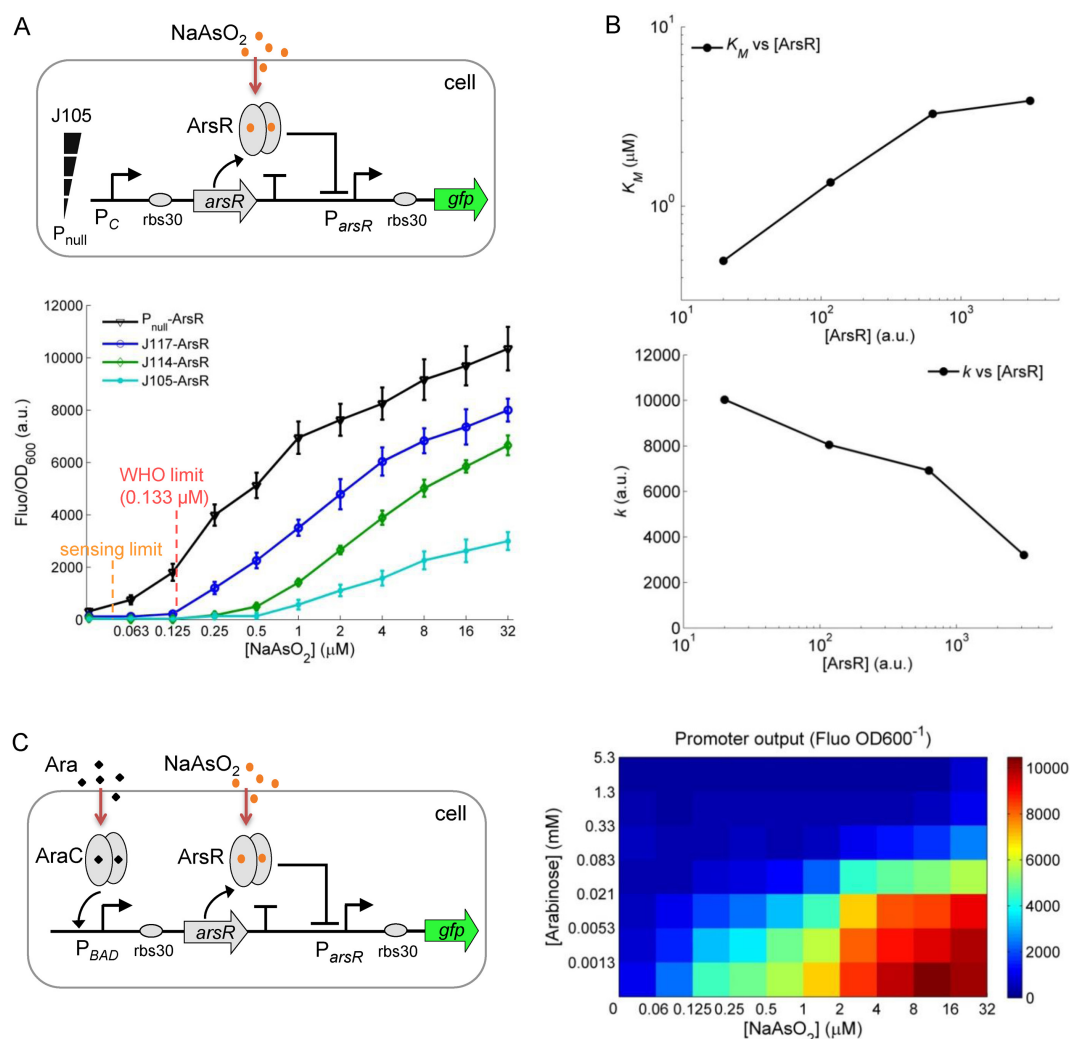 A
NaAsO2
cell
J105
ArsR
arsR
gfp
PC
rbs30
ParsR
rbs30
Pnull
12000
10000
8000
6000
4000
2000
0
Fluo/OD600 (a.u.)
Pnull-ArsR
J117-ArsR
J114-ArsR
J105-ArsR
WHO limit
(0.133 µM)
sensing limit
0.063 0.125 0.25 0.5 1 2 4 8 16 32
[NaAsO2] (µM)
B
10^1
10^0
KM (µM)
KM vs [ArsR]
10^1 10^2 10^3
[ArsR] (a.u.)
12000
10000
8000
6000
4000
2000
0
k (a.u.)
k vs [ArsR]
10^1 10^2 10^3
[ArsR] (a.u.)
C
Ara
NaAsO2
cell
AraC
ArsR
arsR
gfp
PBAD
rbs30
ParsR
rbs30
Promoter output (Fluo OD600^-1)
5.3
1.3
0.33
0.083
0.021
0.0053
0.0013
[Arabinose] (mM)
0 0.06 0.125 0.25 0.5 1 2 4 8 16 32
[NaAsO2] (µM)
10000
8000
6000
4000
2000
0